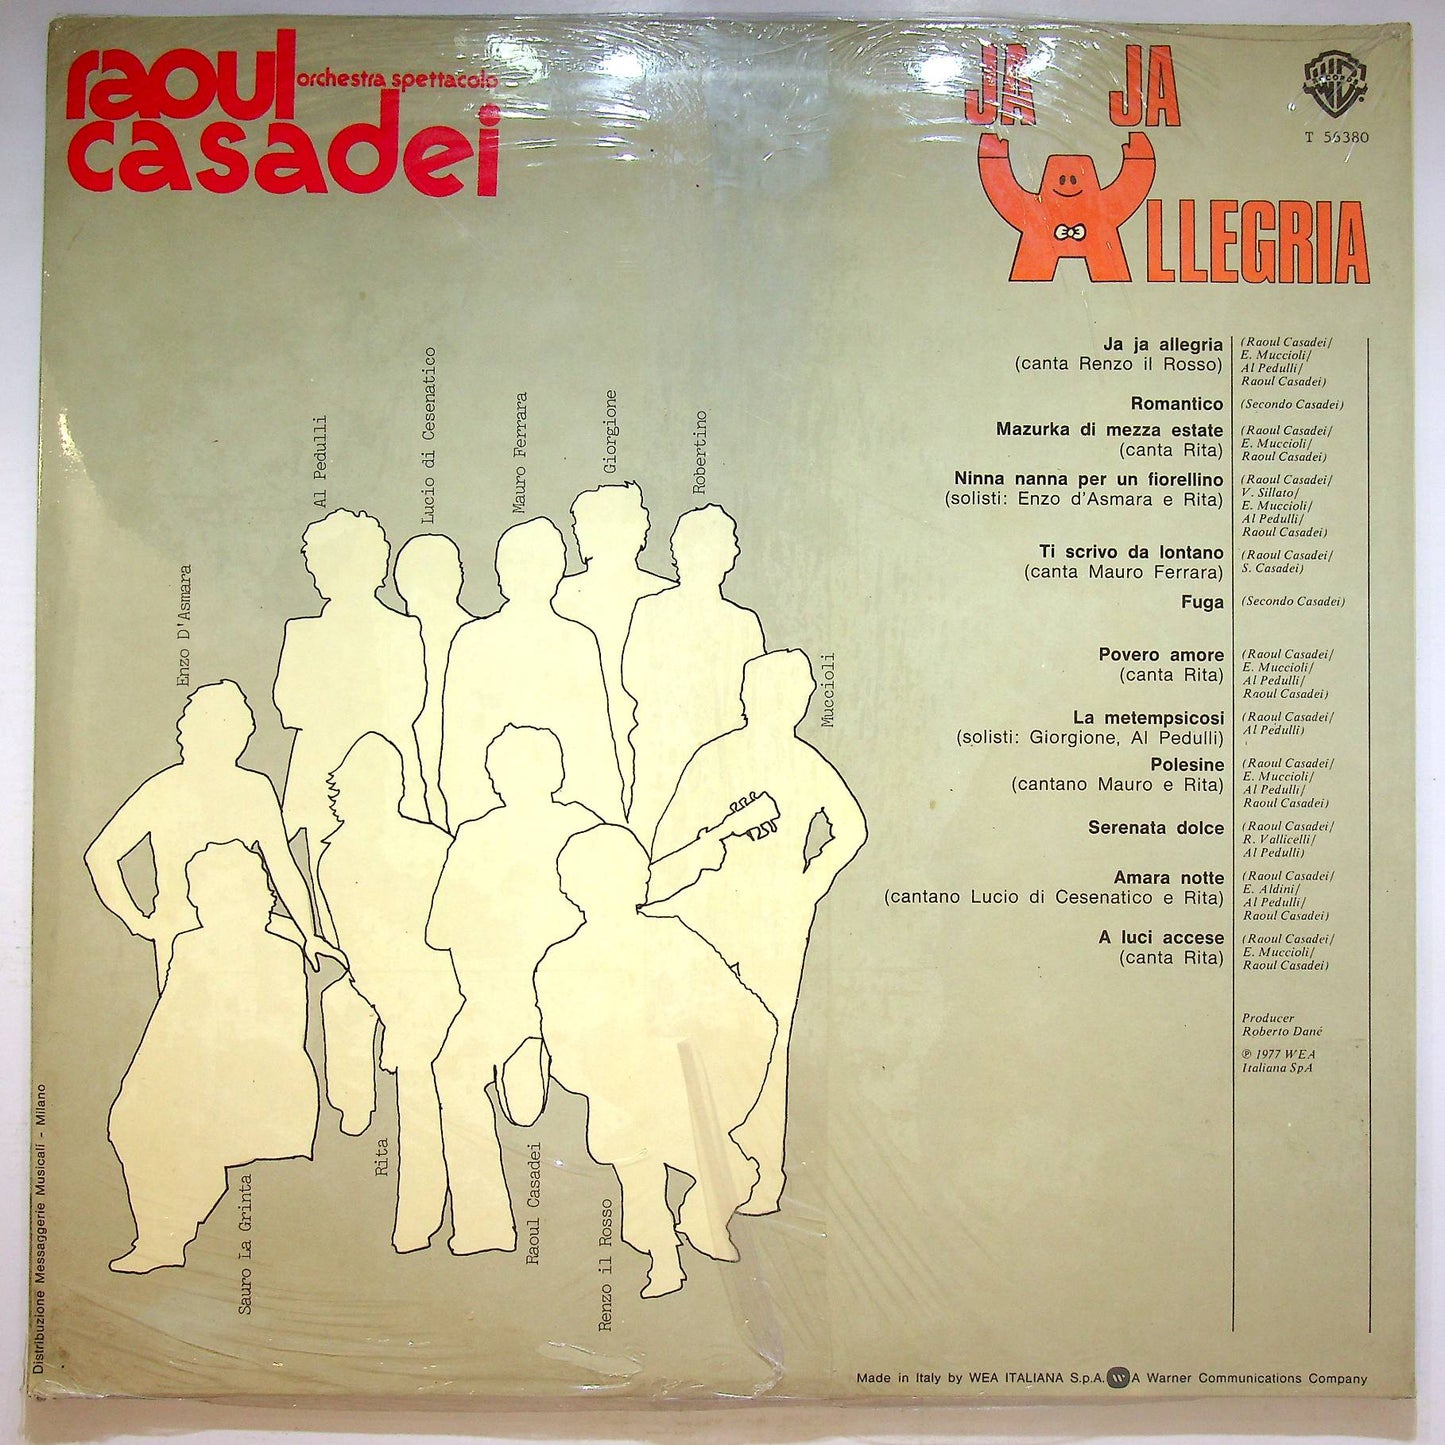 raoul
orchestra spettacolo
casadei
JA JA
ALLEGRIA
WB
RECORDS
T 56380
Ja ja allegria
(canta Renzo il Rosso)
(Raoul Casadei/
E. Muccioli/
Al Pedulli/
Raoul Casadei)
Romantico
(Secondo Casadei)
Mazurka di mezza estate
(canta Rita)
(Raoul Casadei/
E. Muccioli/
Raoul Casadei)
Ninna nanna per un fiorellino
(solisti: Enzo d'Asmara e Rita)
(Raoul Casadei/
V. Sillato/
E. Muccioli/
Al Pedulli/
Raoul Casadei)
Ti scrivo da lontano
(canta Mauro Ferrara)
(Raoul Casadei/
S. Casadei)
Fuga
(Secondo Casadei)
Povero amore
(canta Rita)
(Raoul Casadei/
E. Muccioli/
Al Pedulli/
Raoul Casadei)
La metempsicosi
(solisti: Giorgione, Al Pedulli)
(Raoul Casadei/
Al Pedulli)
Polesine
(cantano Mauro e Rita)
(Raoul Casadei/
E. Muccioli/
Al Pedulli/
Raoul Casadei)
Serenata dolce
(Raoul Casadei/
R. Vallicelli/
Al Pedulli)
Amara notte
(cantano Lucio di Cesenatico e Rita)
(Raoul Casadei/
E. Aldini/
Al Pedulli/
Raoul Casadei)
A luci accese
(canta Rita)
(Raoul Casadei/
E. Muccioli/
Raoul Casadei)
Producer
Roberto Dané
℗ 1977 WEA
Italiana SpA
Enzo D'Asmara
Al Pedulli
Lucio di Cesenatico
Mauro Ferrara
Giorgione
Robertino
Muccioli
Sauro La Grinta
Rita
Raoul Casadei
Renzo il Rosso
Distribuzione Messaggerie Musicali - Milano
Made in Italy by WEA ITALIANA S.p.A. W A Warner Communications Company